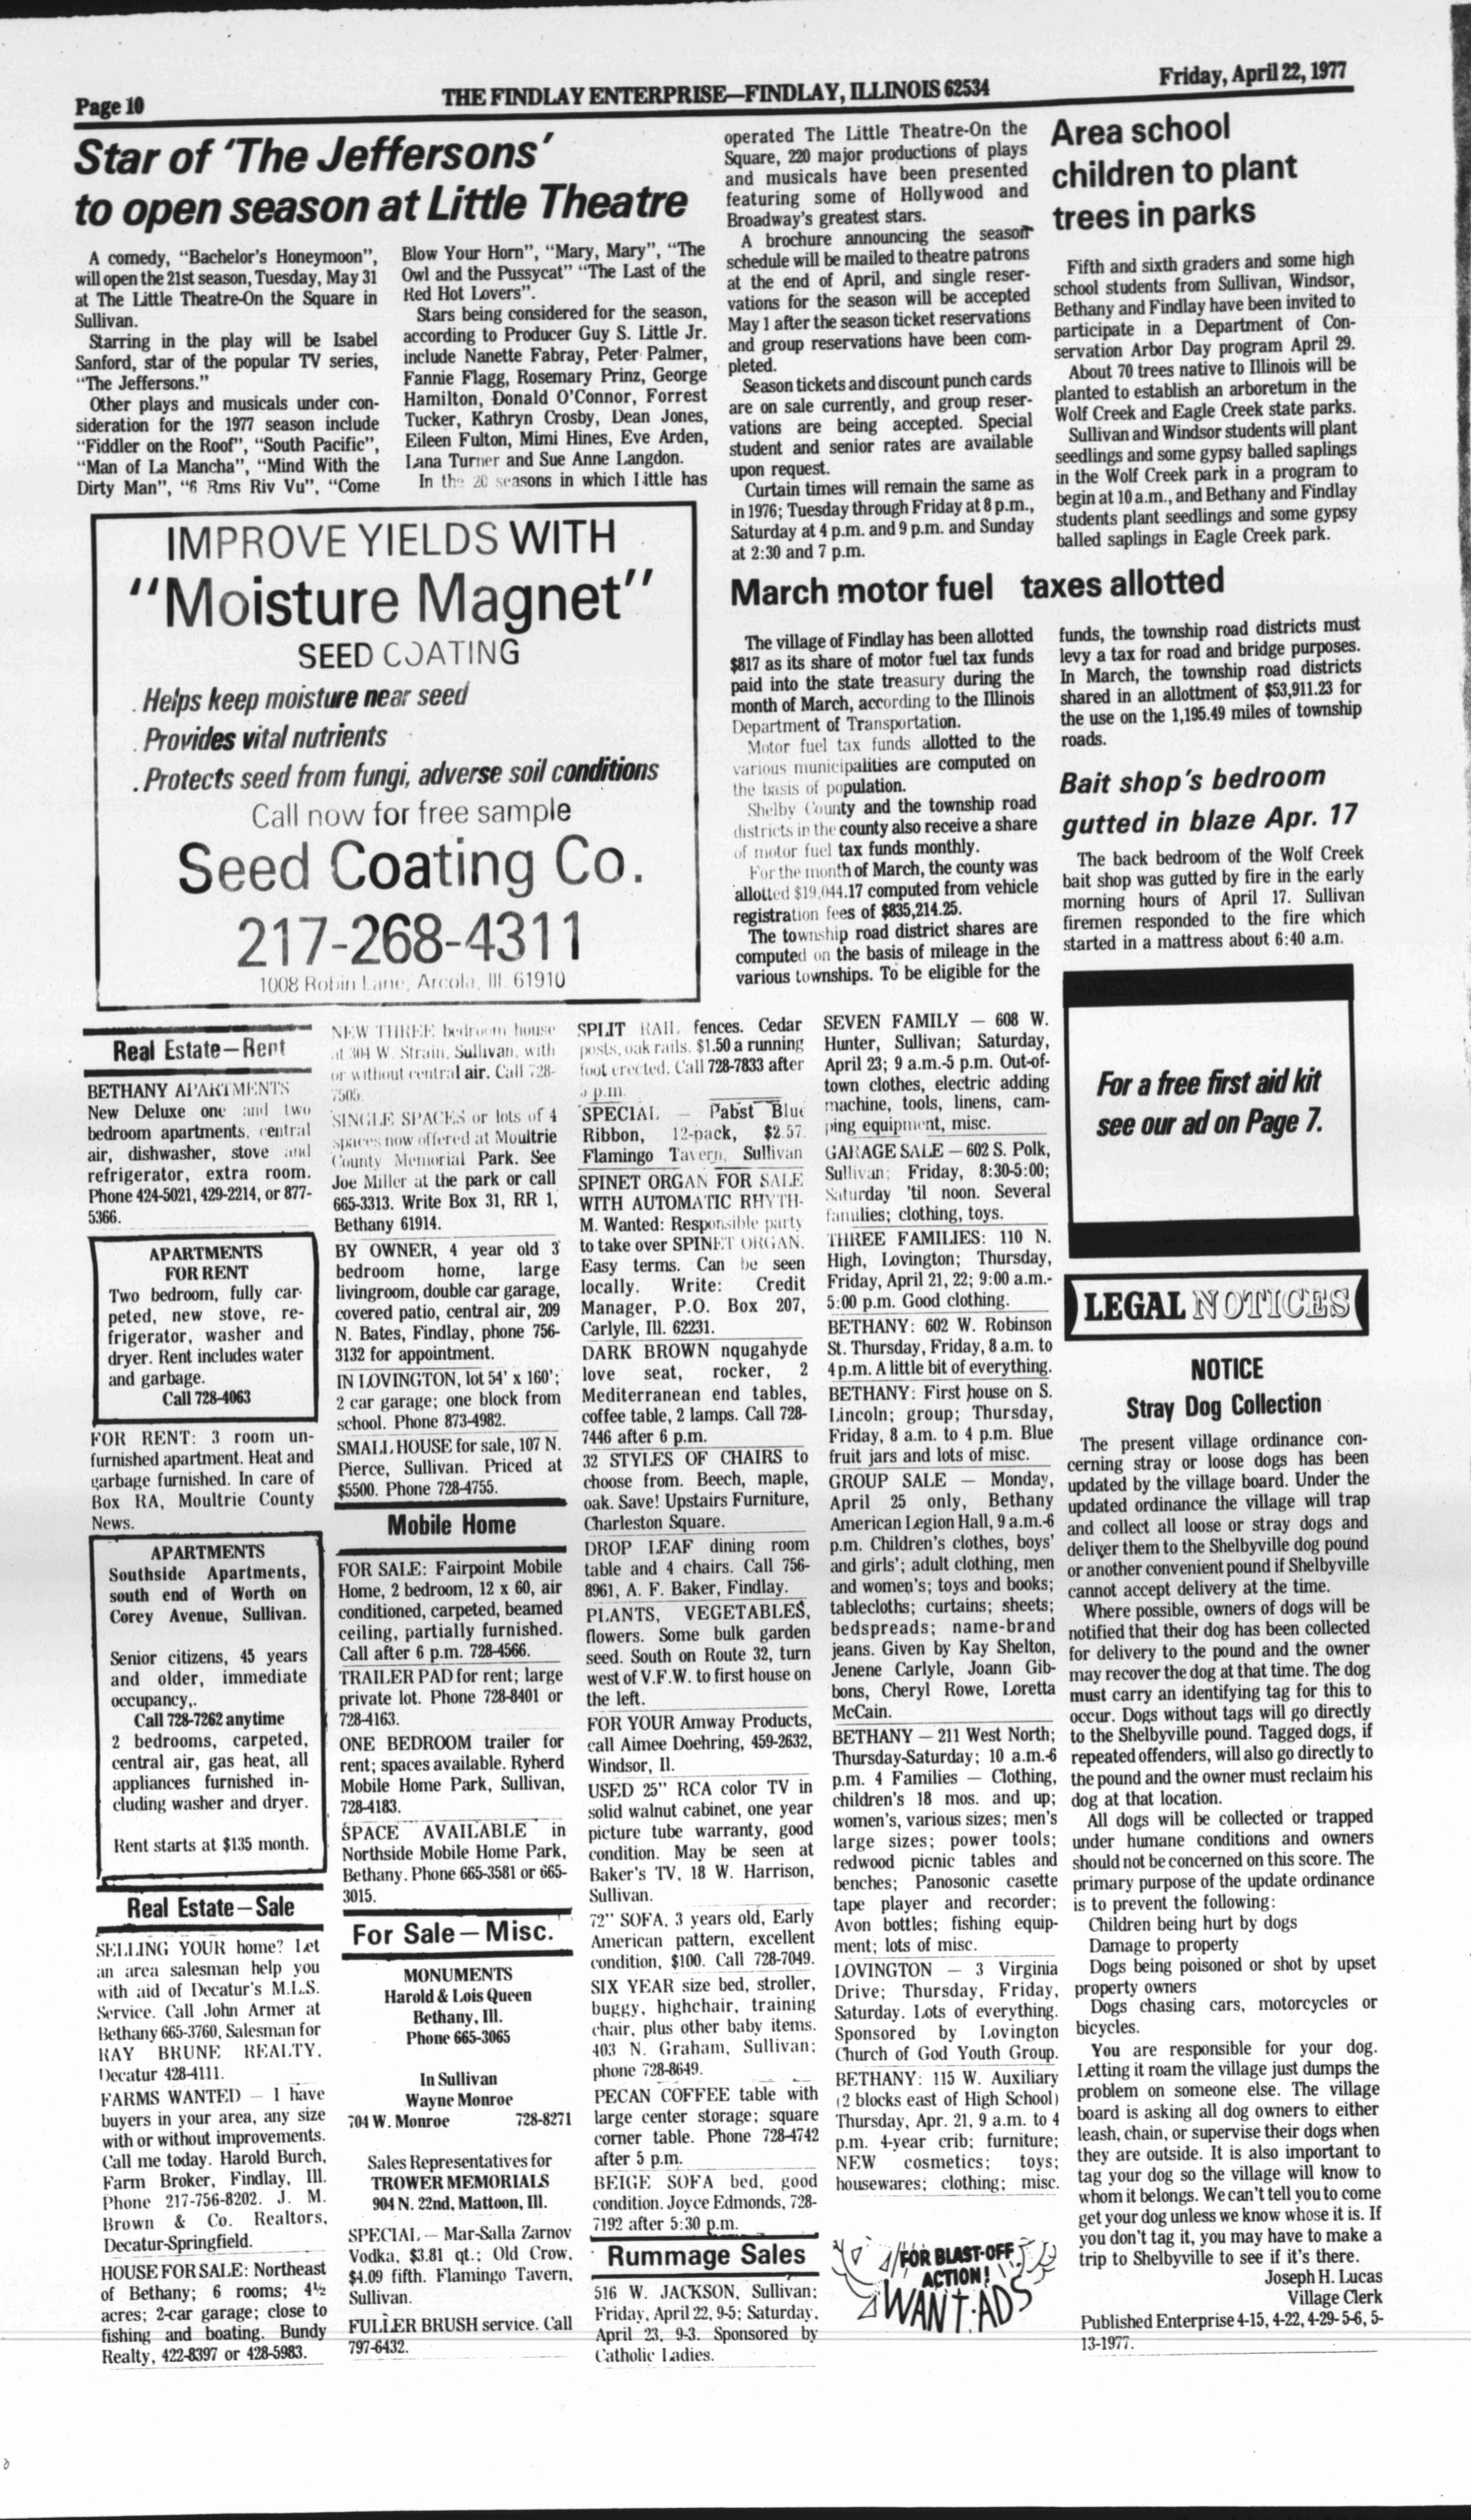 Page 10
THE FINDLAY ENTERPRISE—FINDLAY, ILLINOIS 62534
Friday, April 22, 1977
Star of 'The Jeffersons'
to open season at Little Theatre
A comedy, "Bachelor's Honeymoon",
will open the 21st season, Tuesday, May 31
at The Little Theatre-On the Square in
Sullivan.
Starring in the play will be Isabel
Sanford, star of the popular TV series,
"The Jeffersons."
Other plays and musicals under con-
sideration for the 1977 season include
"Fiddler on the Roof", "South Pacific",
"Man of La Mancha", "Mind With the
Dirty Man", "6 Rms Riv Vu", "Come
Blow Your Horn", "Mary, Mary", "The
Owl and the Pussycat" "The Last of the
Red Hot Lovers".
Stars being considered for the season,
according to Producer Guy S. Little Jr.
include Nanette Fabray, Peter Palmer,
Fannie Flagg, Rosemary Prinz, George
Hamilton, Donald O'Connor, Forrest
Tucker, Kathryn Crosby, Dean Jones,
Eileen Fulton, Mimi Hines, Eve Arden,
Lana Turner and Sue Anne Langdon.
In the 20 seasons in which Little has
operated The Little Theatre-On the
Square, 220 major productions of plays
and musicals have been presented
featuring some of Hollywood and
Broadway's greatest stars.
A brochure announcing the season
schedule will be mailed to theatre patrons
at the end of April, and single reser-
vations for the season will be accepted
May 1 after the season ticket reservations
and group reservations have been com-
pleted.
Season tickets and discount punch cards
are on sale currently, and group reser-
vations are being accepted. Special
student and senior rates are available
upon request.
Curtain times will remain the same as
in 1976; Tuesday through Friday at 8 p.m.,
Saturday at 4 p.m. and 9 p.m. and Sunday
at 2:30 and 7 p.m.
Area school
children to plant
trees in parks
Fifth and sixth graders and some high
school students from Sullivan, Windsor,
Bethany and Findlay have been invited to
participate in a Department of Con-
servation Arbor Day program April 29.
About 70 trees native to Illinois will be
planted to establish an arboretum in the
Wolf Creek and Eagle Creek state parks.
Sullivan and Windsor students will plant
seedlings and some gypsy balled saplings
in the Wolf Creek park in a program to
begin at 10 a.m., and Bethany and Findlay
students plant seedlings and some gypsy
balled saplings in Eagle Creek park.
IMPROVE YIELDS WITH
"Moisture Magnet"
SEED COATING
. Helps keep moisture near seed
. Provides vital nutrients
. Protects seed from fungi, adverse soil conditions
Call now for free sample
Seed Coating Co.
217-268-4311
1008 Robin Lane, Arcola, Ill. 61910
March motor fuel taxes allotted
The village of Findlay has been allotted
$817 as its share of motor fuel tax funds
paid into the state treasury during the
month of March, according to the Illinois
Department of Transportation.
Motor fuel tax funds allotted to the
various municipalities are computed on
the basis of population.
Shelby County and the township road
districts in the county also receive a share
of motor fuel tax funds monthly.
For the month of March, the county was
allotted $19,044.17 computed from vehicle
registration fees of $835,214.25.
The township road district shares are
computed on the basis of mileage in the
various townships. To be eligible for the
funds, the township road districts must
levy a tax for road and bridge purposes.
In March, the township road districts
shared in an allottment of $53,911.23 for
the use on the 1,195.49 miles of township
roads.
Bait shop's bedroom
gutted in blaze Apr. 17
The back bedroom of the Wolf Creek
bait shop was gutted by fire in the early
morning hours of April 17. Sullivan
firemen responded to the fire which
started in a mattress about 6:40 a.m.
For a free first aid kit
see our ad on Page 7.
Real Estate—Rent
BETHANY APARTMENTS
New Deluxe one and two
bedroom apartments, central
air, dishwasher, stove and
refrigerator, extra room.
Phone 424-5021, 429-2214, or 877-
5366.
APARTMENTS
FOR RENT
Two bedroom, fully car-
peted, new stove, re-
frigerator, washer and
dryer. Rent includes water
and garbage.
Call 728-4063
FOR RENT: 3 room un-
furnished apartment. Heat and
garbage furnished. In care of
Box RA, Moultrie County
News.
APARTMENTS
Southside Apartments,
south end of Worth on
Corey Avenue, Sullivan.
Senior citizens, 45 years
and older, immediate
occupancy,.
Call 728-7262 anytime
2 bedrooms, carpeted,
central air, gas heat, all
appliances furnished in-
cluding washer and dryer.
Rent starts at $135 month.
Real Estate—Sale
SELLING YOUR home? Let
an area salesman help you
with aid of Decatur's M.L.S.
Service. Call John Armer at
Bethany 665-3760, Salesman for
RAY BRUNE REALTY,
Decatur 428-4111.
FARMS WANTED — I have
buyers in your area, any size
with or without improvements.
Call me today. Harold Burch,
Farm Broker, Findlay, Ill.
Phone 217-756-8202. J. M.
Brown & Co. Realtors,
Decatur-Springfield.
HOUSE FOR SALE: Northeast
of Bethany; 6 rooms; 4½
acres; 2-car garage; close to
fishing and boating. Bundy
Realty, 422-8397 or 428-5983.
NEW THREE bedroom house
at 304 W. Strain, Sullivan, with
or without central air. Call 728-
7505.
SINGLE SPACES or lots of 4
spaces now offered at Moultrie
County Memorial Park. See
Joe Miller at the park or call
665-3313. Write Box 31, RR 1,
Bethany 61914.
BY OWNER, 4 year old 3
bedroom home, large
livingroom, double car garage,
covered patio, central air, 209
N. Bates, Findlay, phone 756-
3132 for appointment.
IN LOVINGTON, lot 54' x 160';
2 car garage; one block from
school. Phone 873-4982.
SMALL HOUSE for sale, 107 N.
Pierce, Sullivan. Priced at
$5500. Phone 728-4755.
Mobile Home
FOR SALE: Fairpoint Mobile
Home, 2 bedroom, 12 x 60, air
conditioned, carpeted, beamed
ceiling, partially furnished.
Call after 6 p.m. 728-4566.
TRAILER PAD for rent; large
private lot. Phone 728-8401 or
728-4163.
ONE BEDROOM trailer for
rent; spaces available. Ryherd
Mobile Home Park, Sullivan,
728-4183.
SPACE AVAILABLE in
Northside Mobile Home Park,
Bethany. Phone 665-3581 or 665-
3015.
For Sale—Misc.
MONUMENTS
Harold & Lois Queen
Bethany, Ill.
Phone 665-3065
In Sullivan
Wayne Monroe
704 W. Monroe 728-8271
Sales Representatives for
TROWER MEMORIALS
904 N. 22nd, Mattoon, Ill.
SPECIAL — Mar-Salla Zarnov
Vodka, $3.81 qt.; Old Crow,
$4.09 fifth. Flamingo Tavern,
Sullivan.
FULLER BRUSH service. Call
797-6432.
SPLIT RAIL fences. Cedar
posts, oak rails. $1.50 a running
foot erected. Call 728-7833 after
5 p.m.
SPECIAL — Pabst Blue
Ribbon, 12-pack, $2.57.
Flamingo Tavern, Sullivan
SPINET ORGAN FOR SALE
WITH AUTOMATIC RHYTH-
M. Wanted: Responsible party
to take over SPINET ORGAN.
Easy terms. Can be seen
locally. Write: Credit
Manager, P.O. Box 207,
Carlyle, Ill. 62231.
DARK BROWN nqugahyde
love seat, rocker, 2
Mediterranean end tables,
coffee table, 2 lamps. Call 728-
7446 after 6 p.m.
32 STYLES OF CHAIRS to
choose from. Beech, maple,
oak. Save! Upstairs Furniture,
Charleston Square.
DROP LEAF dining room
table and 4 chairs. Call 756-
8961, A. F. Baker, Findlay.
PLANTS, VEGETABLES,
flowers. Some bulk garden
seed. South on Route 32, turn
west of V.F.W. to first house on
the left.
FOR YOUR Amway Products,
call Aimee Doehring, 459-2632,
Windsor, Il.
USED 25" RCA color TV in
solid walnut cabinet, one year
picture tube warranty, good
condition. May be seen at
Baker's TV, 18 W. Harrison,
Sullivan.
72" SOFA, 3 years old, Early
American pattern, excellent
condition, $100. Call 728-7049.
SIX YEAR size bed, stroller,
buggy, highchair, training
chair, plus other baby items.
403 N. Graham, Sullivan;
phone 728-8649.
PECAN COFFEE table with
large center storage; square
corner table. Phone 728-4742
after 5 p.m.
BEIGE SOFA bed, good
condition. Joyce Edmonds, 728-
7192 after 5:30 p.m.
Rummage Sales
516 W. JACKSON, Sullivan;
Friday, April 22, 9-5; Saturday,
April 23, 9-3. Sponsored by
Catholic Ladies.
SEVEN FAMILY — 608 W.
Hunter, Sullivan; Saturday,
April 23; 9 a.m.-5 p.m. Out-of-
town clothes, electric adding
machine, tools, linens, cam-
ping equipment, misc.
GARAGE SALE — 602 S. Polk,
Sullivan; Friday, 8:30-5:00;
Saturday 'til noon. Several
families; clothing, toys.
THREE FAMILIES: 110 N.
High, Lovington; Thursday,
Friday, April 21, 22; 9:00 a.m.-
5:00 p.m. Good clothing.
BETHANY: 602 W. Robinson
St. Thursday, Friday, 8 a.m. to
4 p.m. A little bit of everything.
BETHANY: First house on S.
Lincoln; group; Thursday,
Friday, 8 a.m. to 4 p.m. Blue
fruit jars and lots of misc.
GROUP SALE — Monday,
April 25 only, Bethany
American Legion Hall, 9 a.m.-6
p.m. Children's clothes, boys'
and girls'; adult clothing, men
and women's; toys and books;
tablecloths; curtains; sheets;
bedspreads; name-brand
jeans. Given by Kay Shelton,
Jenene Carlyle, Joann Gib-
bons, Cheryl Rowe, Loretta
McCain.
BETHANY — 211 West North;
Thursday-Saturday; 10 a.m.-6
p.m. 4 Families — Clothing,
children's 18 mos. and up;
women's, various sizes; men's
large sizes; power tools;
redwood picnic tables and
benches; Panosonic casette
tape player and recorder;
Avon bottles; fishing equip-
ment; lots of misc.
LOVINGTON — 3 Virginia
Drive; Thursday, Friday,
Saturday. Lots of everything.
Sponsored by Lovington
Church of God Youth Group.
BETHANY: 115 W. Auxiliary
(2 blocks east of High School)
Thursday, Apr. 21, 9 a.m. to 4
p.m. 4-year crib; furniture;
NEW cosmetics; toys;
housewares; clothing; misc.
FOR BLAST-OFF
ACTION!
WANT-ADS
LEGAL NOTICES
NOTICE
Stray Dog Collection
The present village ordinance con-
cerning stray or loose dogs has been
updated by the village board. Under the
updated ordinance the village will trap
and collect all loose or stray dogs and
deliver them to the Shelbyville dog pound
or another convenient pound if Shelbyville
cannot accept delivery at the time.
Where possible, owners of dogs will be
notified that their dog has been collected
for delivery to the pound and the owner
may recover the dog at that time. The dog
must carry an identifying tag for this to
occur. Dogs without tags will go directly
to the Shelbyville pound. Tagged dogs, if
repeated offenders, will also go directly to
the pound and the owner must reclaim his
dog at that location.
All dogs will be collected or trapped
under humane conditions and owners
should not be concerned on this score. The
primary purpose of the update ordinance
is to prevent the following:
Children being hurt by dogs
Damage to property
Dogs being poisoned or shot by upset
property owners
Dogs chasing cars, motorcycles or
bicycles.
You are responsible for your dog.
Letting it roam the village just dumps the
problem on someone else. The village
board is asking all dog owners to either
leash, chain, or supervise their dogs when
they are outside. It is also important to
tag your dog so the village will know to
whom it belongs. We can't tell you to come
get your dog unless we know whose it is. If
you don't tag it, you may have to make a
trip to Shelbyville to see if it's there.
Joseph H. Lucas
Village Clerk
Published Enterprise 4-15, 4-22, 4-29- 5-6, 5-
13-1977.